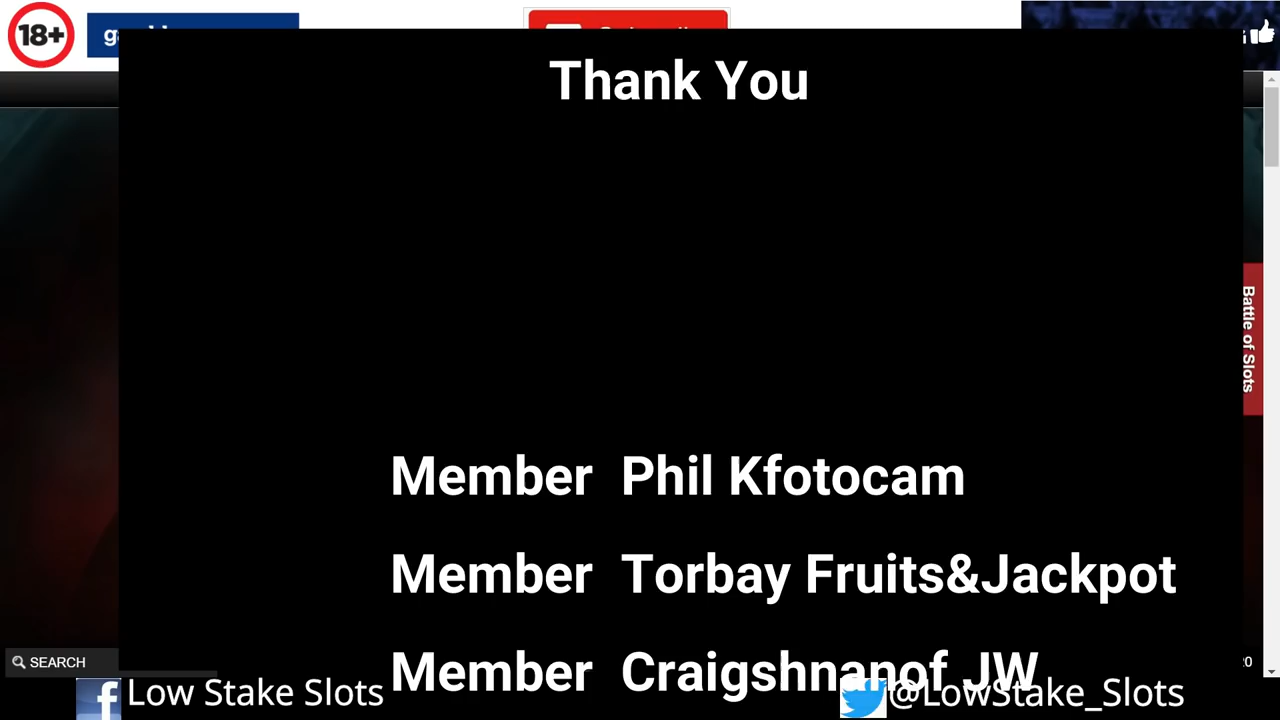 18+
Thank You
Battle of Slots
Member Phil Kfotocam
Member Torbay Fruits&Jackpot
SEARCH
20
Member Craigshnanof JW
Low Stake Slots
@LowStake_Slots